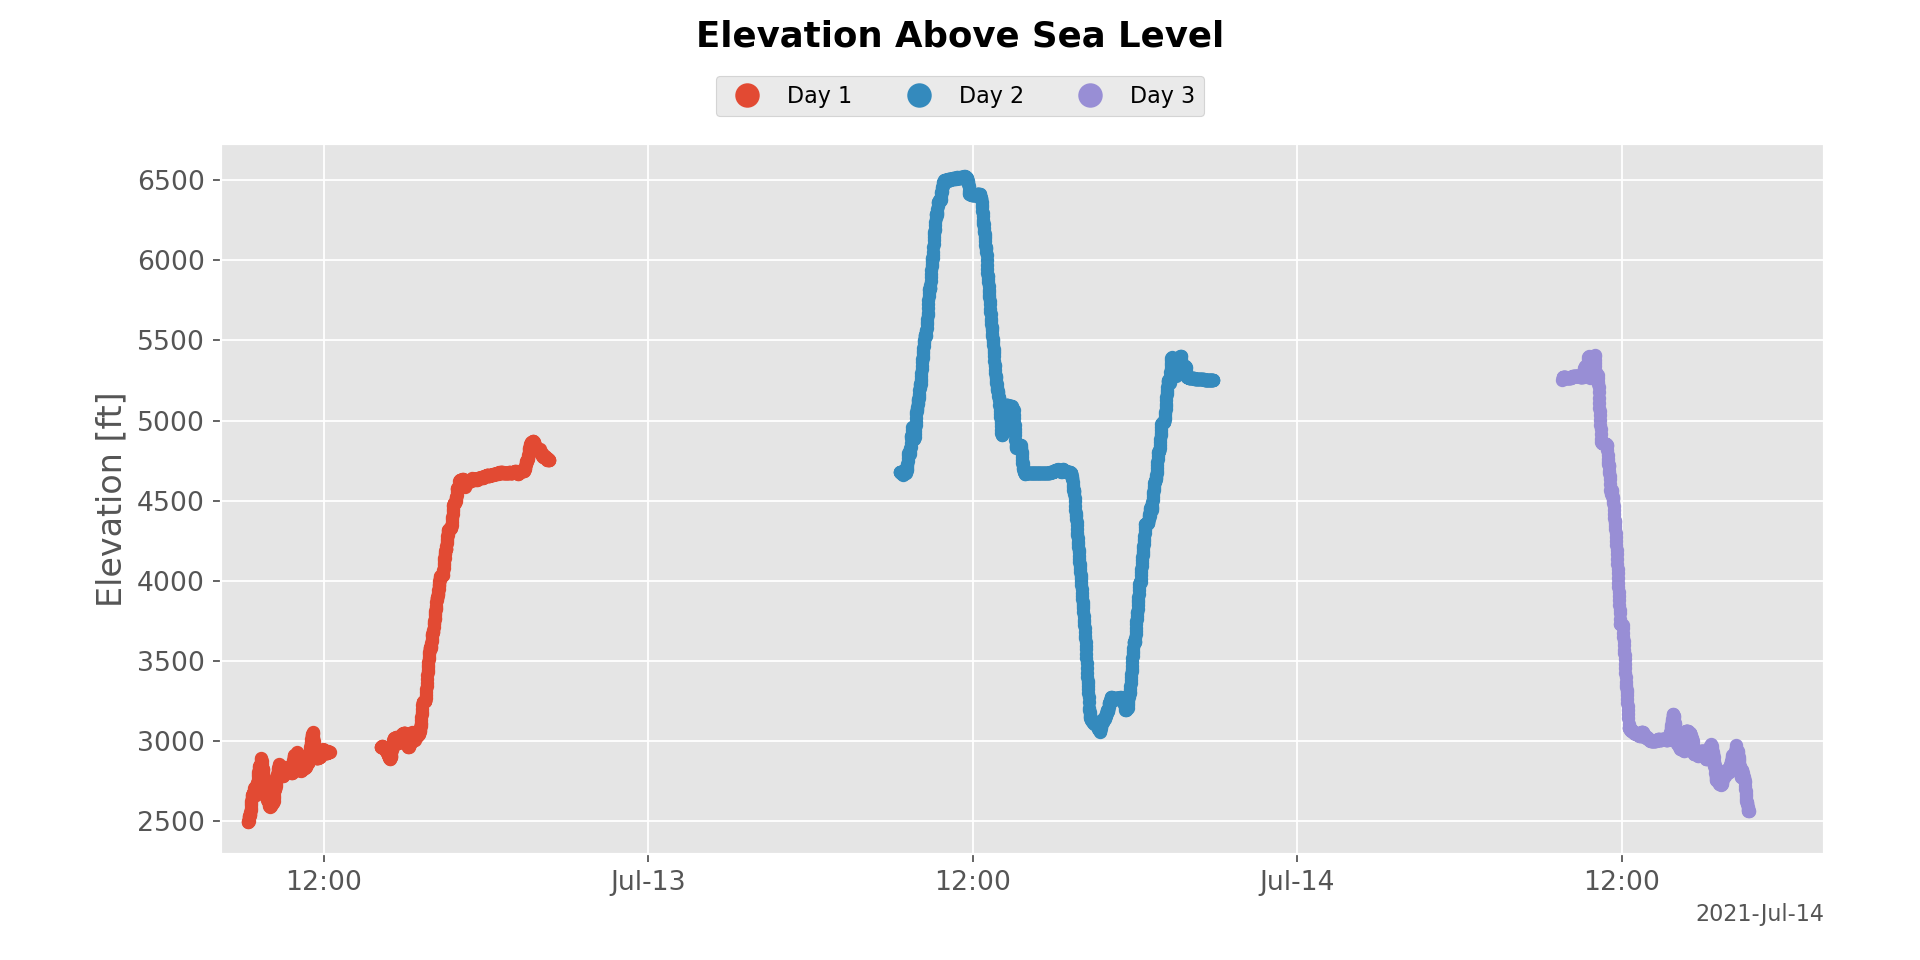 Elevation Above Sea Level
Day 1 Day 2 Day 3
Elevation [ft]
6500
6000
5500
5000
4500
4000
3500
3000
2500
12:00 Jul-13 12:00 Jul-14 12:00
2021-Jul-14